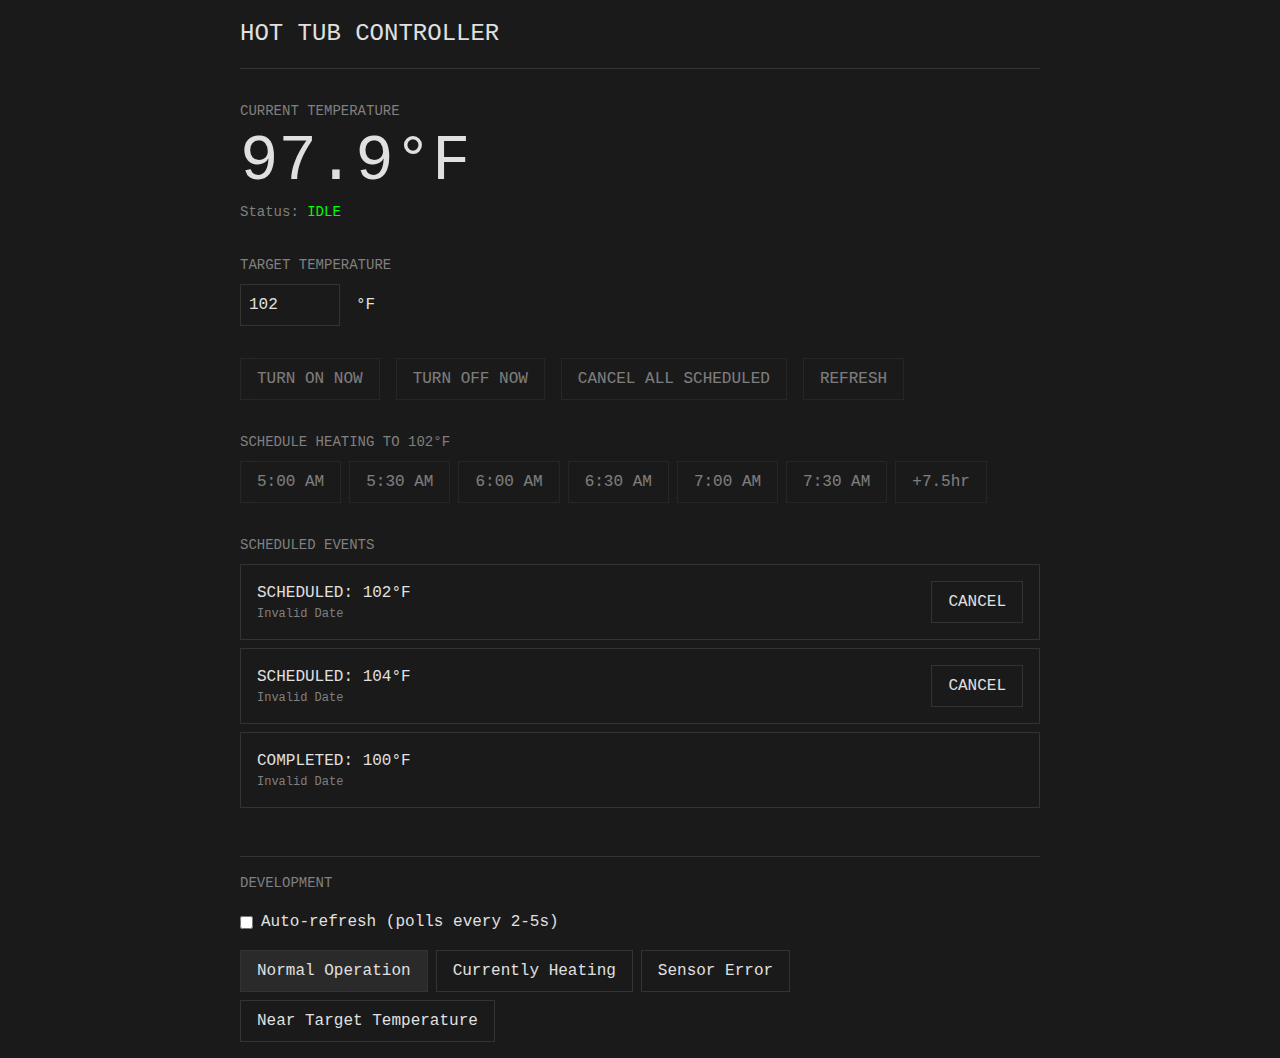 HOT TUB CONTROLLER
CURRENT TEMPERATURE
97.9°F
Status: IDLE
TARGET TEMPERATURE
102 °F
TURN ON NOW TURN OFF NOW CANCEL ALL SCHEDULED REFRESH
SCHEDULE HEATING TO 102°F
5:00 AM 5:30 AM 6:00 AM 6:30 AM 7:00 AM 7:30 AM +7.5hr
SCHEDULED EVENTS
SCHEDULED: 102°F
Invalid Date
CANCEL
SCHEDULED: 104°F
Invalid Date
CANCEL
COMPLETED: 100°F
Invalid Date
DEVELOPMENT
Auto-refresh (polls every 2-5s)
Normal Operation Currently Heating Sensor Error
Near Target Temperature